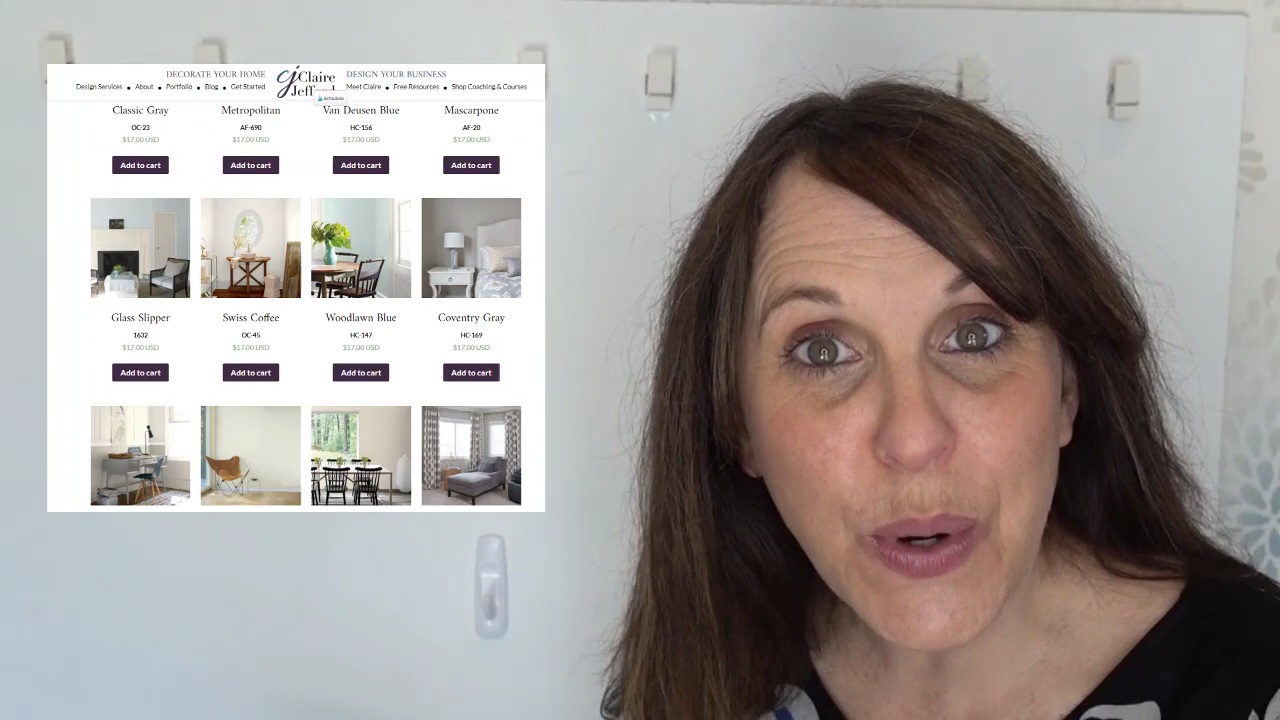 DECORATE YOUR HOME
DESIGN YOUR BUSINESS
cj Claire Jefford
Design Services • About • Portfolio • Blog • Get Started
Meet Claire • Free Resources • Shop Coaching & Courses
Schedule
Classic Gray
OC-23
$17.00 USD
Add to cart
Metropolitan
AF-690
$17.00 USD
Add to cart
Van Deusen Blue
HC-156
$17.00 USD
Add to cart
Mascarpone
AF-20
$17.00 USD
Add to cart
Glass Slipper
1632
$17.00 USD
Add to cart
Swiss Coffee
OC-45
$17.00 USD
Add to cart
Woodlawn Blue
HC-147
$17.00 USD
Add to cart
Coventry Gray
HC-169
$17.00 USD
Add to cart